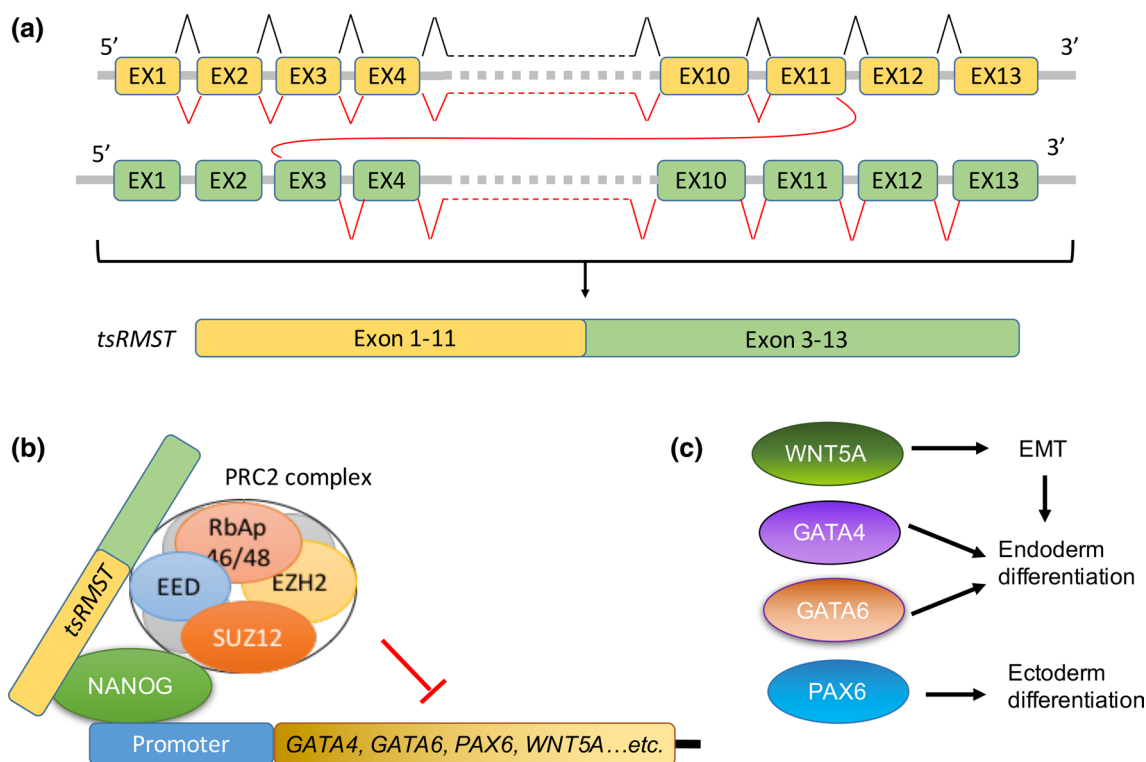 (a)
5’ 3’
EX1 EX2 EX3 EX4 EX10 EX11 EX12 EX13
5’ 3’
EX1 EX2 EX3 EX4 EX10 EX11 EX12 EX13
tsRMST Exon 1-11 Exon 3-13
(b)
PRC2 complex
RbAp
46/48
EED
EZH2
SUZ12
tsRMST
NANOG
Promoter
GATA4, GATA6, PAX6, WNT5A...etc.
(c)
WNT5A EMT
GATA4
Endoderm
differentiation
GATA6
PAX6
Ectoderm
differentiation